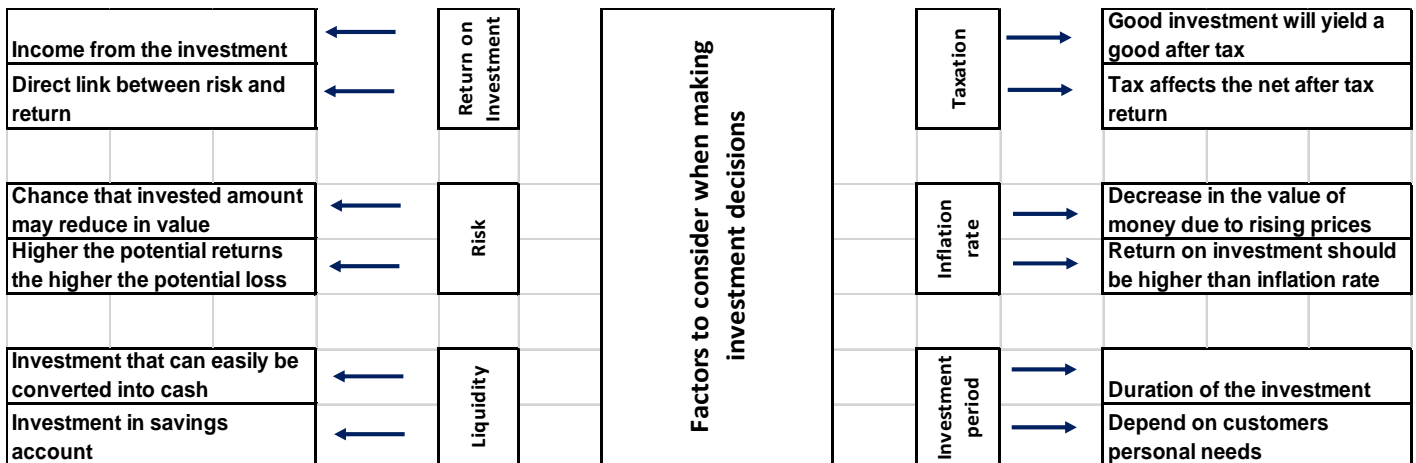 Income from the investment
Direct link between risk and
return
Return on
Investment
Chance that invested amount
may reduce in value
Higher the potential returns
the higher the potential loss
Risk
Investment that can easily be
converted into cash
Investment in savings
account
Liquidity
Factors to consider when making
investment decisions
Taxation
Good investment will yield a
good after tax
Tax affects the net after tax
return
Inflation
rate
Decrease in the value of
money due to rising prices
Return on investment should
be higher than inflation rate
Investment
period
Duration of the investment
Depend on customers
personal needs